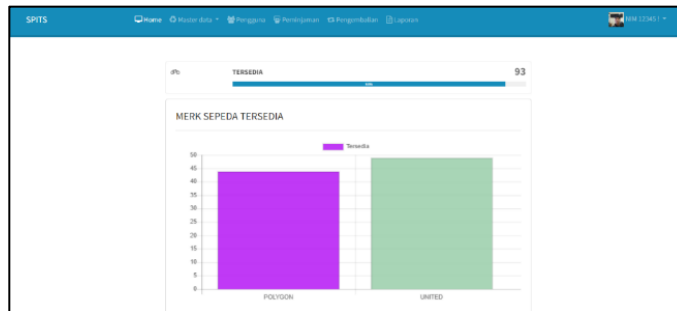 SPITS Home Master data Pengguna Peminjaman Pengembalian Laporan
TERSEDIA 93
MERK SEPEDA TERSEDIA
Tersedia
50
45
40
35
30
25
20
15
10
5
0
POLYGON UNITED